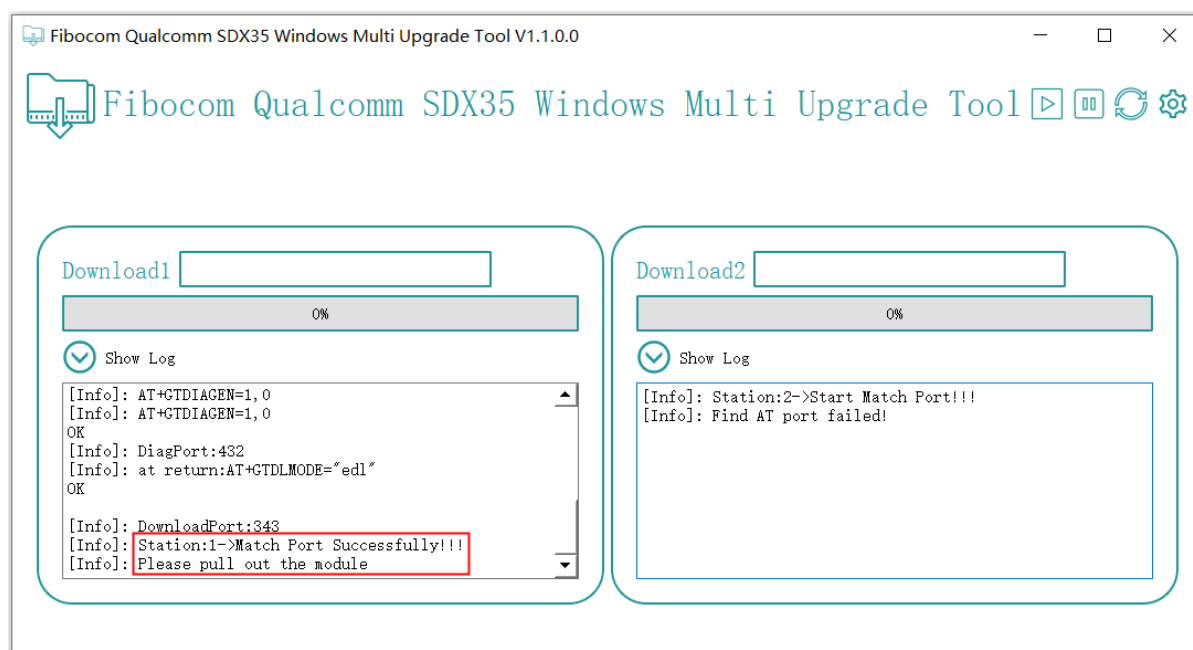 Fibocom Qualcomm SDX35 Windows Multi Upgrade Tool V1.1.0.0
Fibocom Qualcomm SDX35 Windows Multi Upgrade Tool
Download1
0%
Show Log
[Info]: AT+GTDIAGEN=1,0
[Info]: AT+GTDIAGEN=1,0
OK
[Info]: DiagPort:432
[Info]: at return:AT+GTDLMODE="edl"
OK
[Info]: DownloadPort:343
[Info]: Station:1->Match Port Successfully!!!
[Info]: Please pull out the module
Download2
0%
Show Log
[Info]: Station:2->Start Match Port!!!
[Info]: Find AT port failed!